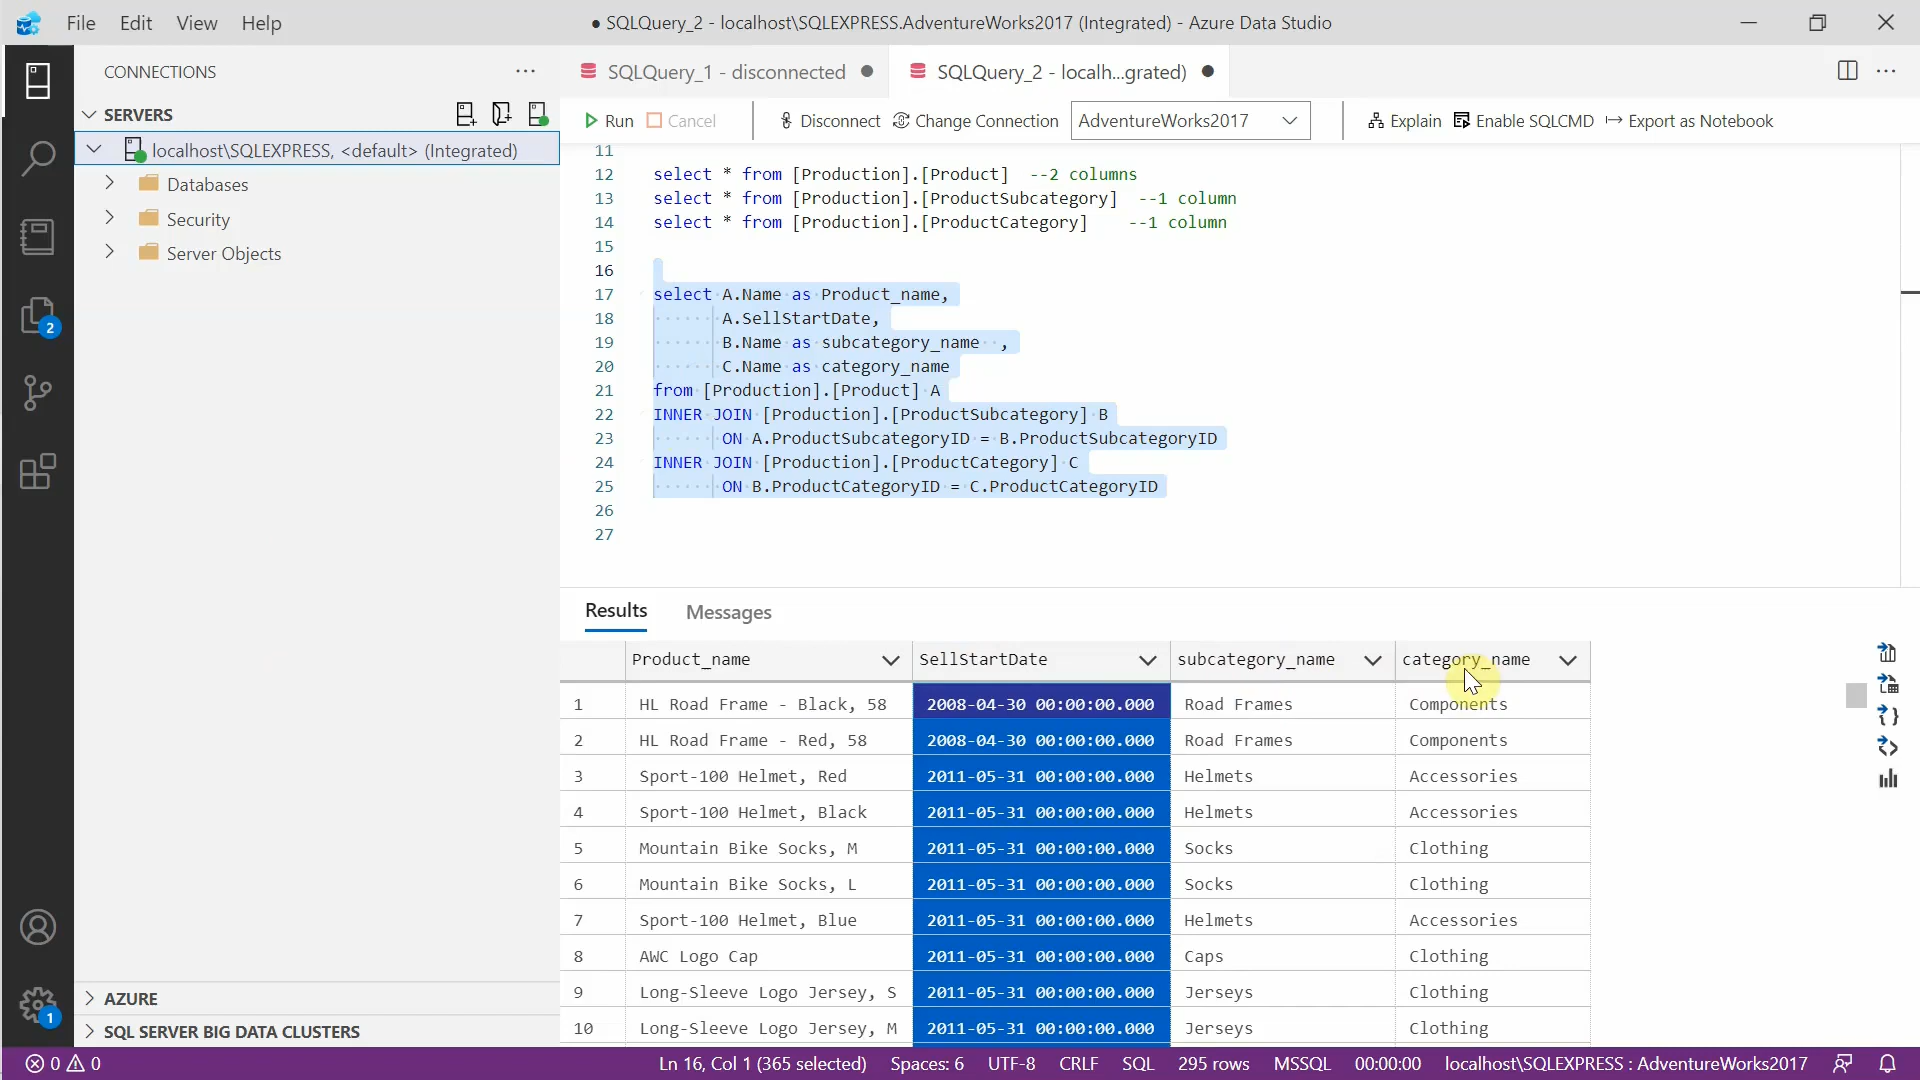 File Edit View Help
● SQLQuery_2 - localhost\SQLEXPRESS.AdventureWorks2017 (Integrated) - Azure Data Studio
CONNECTIONS
SQLQuery_1 - disconnected
SQLQuery_2 - localh...grated)
SERVERS
Run Cancel Disconnect Change Connection AdventureWorks2017 Explain Enable SQLCMD Export as Notebook
localhost\SQLEXPRESS, <default> (Integrated)
Databases
Security
Server Objects
2
11
12 select * from [Production].[Product] --2 columns
13 select * from [Production].[ProductSubcategory] --1 column
14 select * from [Production].[ProductCategory] --1 column
15
16
17 select A.Name as Product_name,
18 A.SellStartDate,
19 B.Name as subcategory_name ,
20 C.Name as category_name
21 from [Production].[Product] A
22 INNER JOIN [Production].[ProductSubcategory] B
23 ON A.ProductSubcategoryID = B.ProductSubcategoryID
24 INNER JOIN [Production].[ProductCategory] C
25 ON B.ProductCategoryID = C.ProductCategoryID
26
27
Results Messages
Product_name SellStartDate subcategory_name category_name
1 HL Road Frame - Black, 58 2008-04-30 00:00:00.000 Road Frames Components
2 HL Road Frame - Red, 58 2008-04-30 00:00:00.000 Road Frames Components
3 Sport-100 Helmet, Red 2011-05-31 00:00:00.000 Helmets Accessories
4 Sport-100 Helmet, Black 2011-05-31 00:00:00.000 Helmets Accessories
5 Mountain Bike Socks, M 2011-05-31 00:00:00.000 Socks Clothing
6 Mountain Bike Socks, L 2011-05-31 00:00:00.000 Socks Clothing
7 Sport-100 Helmet, Blue 2011-05-31 00:00:00.000 Helmets Accessories
8 AWC Logo Cap 2011-05-31 00:00:00.000 Caps Clothing
9 Long-Sleeve Logo Jersey, S 2011-05-31 00:00:00.000 Jerseys Clothing
10 Long-Sleeve Logo Jersey, M 2011-05-31 00:00:00.000 Jerseys Clothing
AZURE
1
SQL SERVER BIG DATA CLUSTERS
0 0 Ln 16, Col 1 (365 selected) Spaces: 6 UTF-8 CRLF SQL 295 rows MSSQL 00:00:00 localhost\SQLEXPRESS : AdventureWorks2017